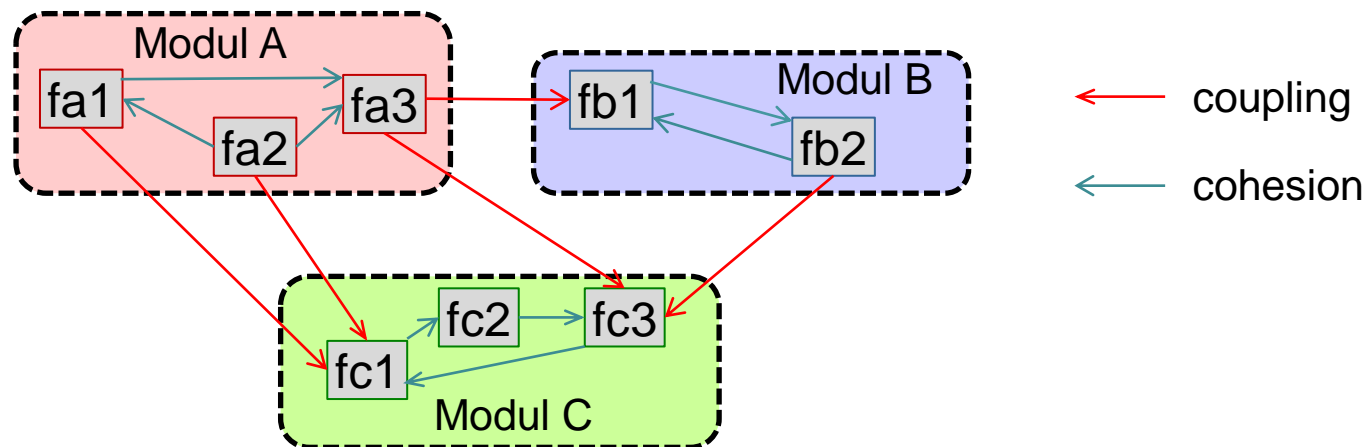 Modul A
fa1
fa2
fa3
Modul B
fb1
fb2
fc1
fc2
fc3
Modul C
coupling
cohesion